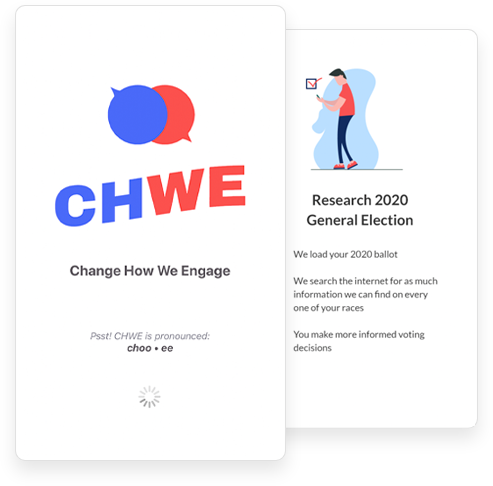 CHWE
Change How We Engage
Psst! CHWE is pronounced:
choo • ee
Research 2020
General Election
We load your 2020 ballot
We search the internet for as much
information we can find on every
one of your races
You make more informed voting
decisions